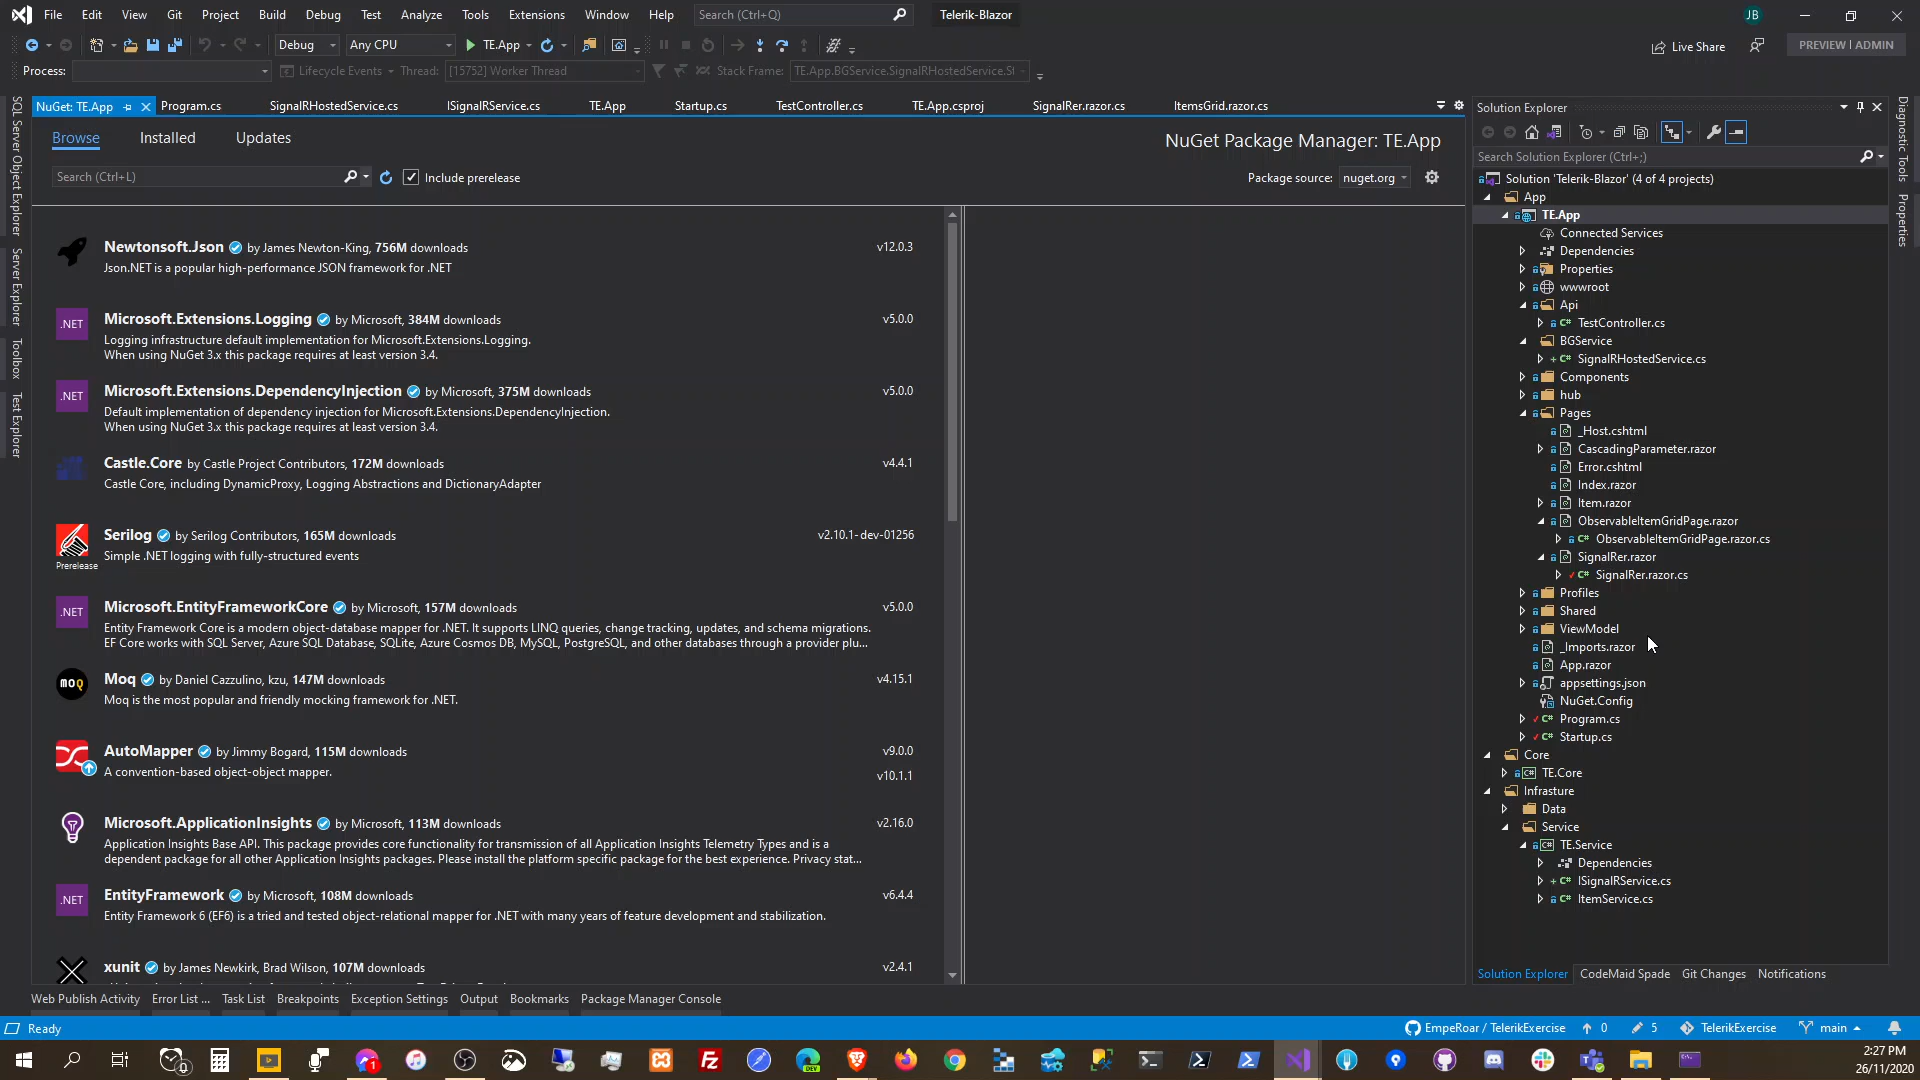 File Edit View Git Project Build Debug Test Analyze Tools Extensions Window Help Search (Ctrl+Q) Telerik-Blazor JB
Debug Any CPU TE.App Live Share PREVIEW | ADMIN
Process: Lifecycle Events Thread: [15752] Worker Thread Stack Frame: TE.App.BGService.SignalRHostedService.St
NuGet: TE.App Program.cs SignalRHostedService.cs ISignalRService.cs TE.App Startup.cs TestController.cs TE.App.csproj SignalRer.razor.cs ItemsGrid.razor.cs
SQL Server Object Explorer
Server Explorer
Toolbox
Test Explorer
Browse Installed Updates
NuGet Package Manager: TE.App
Search (Ctrl+L) Include prerelease Package source: nuget.org
Newtonsoft.Json by James Newton-King, 756M downloads v12.0.3
Json.NET is a popular high-performance JSON framework for .NET
.NET Microsoft.Extensions.Logging by Microsoft, 384M downloads v5.0.0
Logging infrastructure default implementation for Microsoft.Extensions.Logging.
When using NuGet 3.x this package requires at least version 3.4.
.NET Microsoft.Extensions.DependencyInjection by Microsoft, 375M downloads v5.0.0
Default implementation of dependency injection for Microsoft.Extensions.DependencyInjection.
When using NuGet 3.x this package requires at least version 3.4.
Castle.Core by Castle Project Contributors, 172M downloads v4.4.1
Castle Core, including DynamicProxy, Logging Abstractions and DictionaryAdapter
Serilog by Serilog Contributors, 165M downloads v2.10.1-dev-01256
Simple .NET logging with fully-structured events
Prerelease
.NET Microsoft.EntityFrameworkCore by Microsoft, 157M downloads v5.0.0
Entity Framework Core is a modern object-database mapper for .NET. It supports LINQ queries, change tracking, updates, and schema migrations.
EF Core works with SQL Server, Azure SQL Database, SQLite, Azure Cosmos DB, MySQL, PostgreSQL, and other databases through a provider plu...
MOQ Moq by Daniel Cazzulino, kzu, 147M downloads v4.15.1
Moq is the most popular and friendly mocking framework for .NET.
AutoMapper by Jimmy Bogard, 115M downloads v9.0.0
A convention-based object-object mapper. v10.1.1
Microsoft.ApplicationInsights by Microsoft, 113M downloads v2.16.0
Application Insights Base API. This package provides core functionality for transmission of all Application Insights Telemetry Types and is a
dependent package for all other Application Insights packages. Please install the platform specific package for the best experience. Privacy stat...
.NET EntityFramework by Microsoft, 108M downloads v6.4.4
Entity Framework 6 (EF6) is a tried and tested object-relational mapper for .NET with many years of feature development and stabilization.
xunit by James Newkirk, Brad Wilson, 107M downloads v2.4.1
Solution Explorer
Search Solution Explorer (Ctrl+;)
Solution 'Telerik-Blazor' (4 of 4 projects)
App
TE.App
Connected Services
Dependencies
Properties
wwwroot
Api
C# TestController.cs
BGService
C# SignalRHostedService.cs
Components
hub
Pages
_Host.cshtml
CascadingParameter.razor
Error.cshtml
Index.razor
Item.razor
ObservableItemGridPage.razor
C# ObservableItemGridPage.razor.cs
SignalRer.razor
C# SignalRer.razor.cs
Profiles
Shared
ViewModel
_Imports.razor
App.razor
appsettings.json
NuGet.Config
C# Program.cs
C# Startup.cs
Core
C# TE.Core
Infrasture
Data
Service
C# TE.Service
Dependencies
C# ISignalRService.cs
C# ItemService.cs
Diagnostic Tools
Properties
Solution Explorer CodeMaid Spade Git Changes Notifications
Web Publish Activity Error List ... Task List Breakpoints Exception Settings Output Bookmarks Package Manager Console
Ready EmpeRoar / TelerikExercise 0 5 TelerikExercise main
1 DEV
2:27 PM
26/11/2020